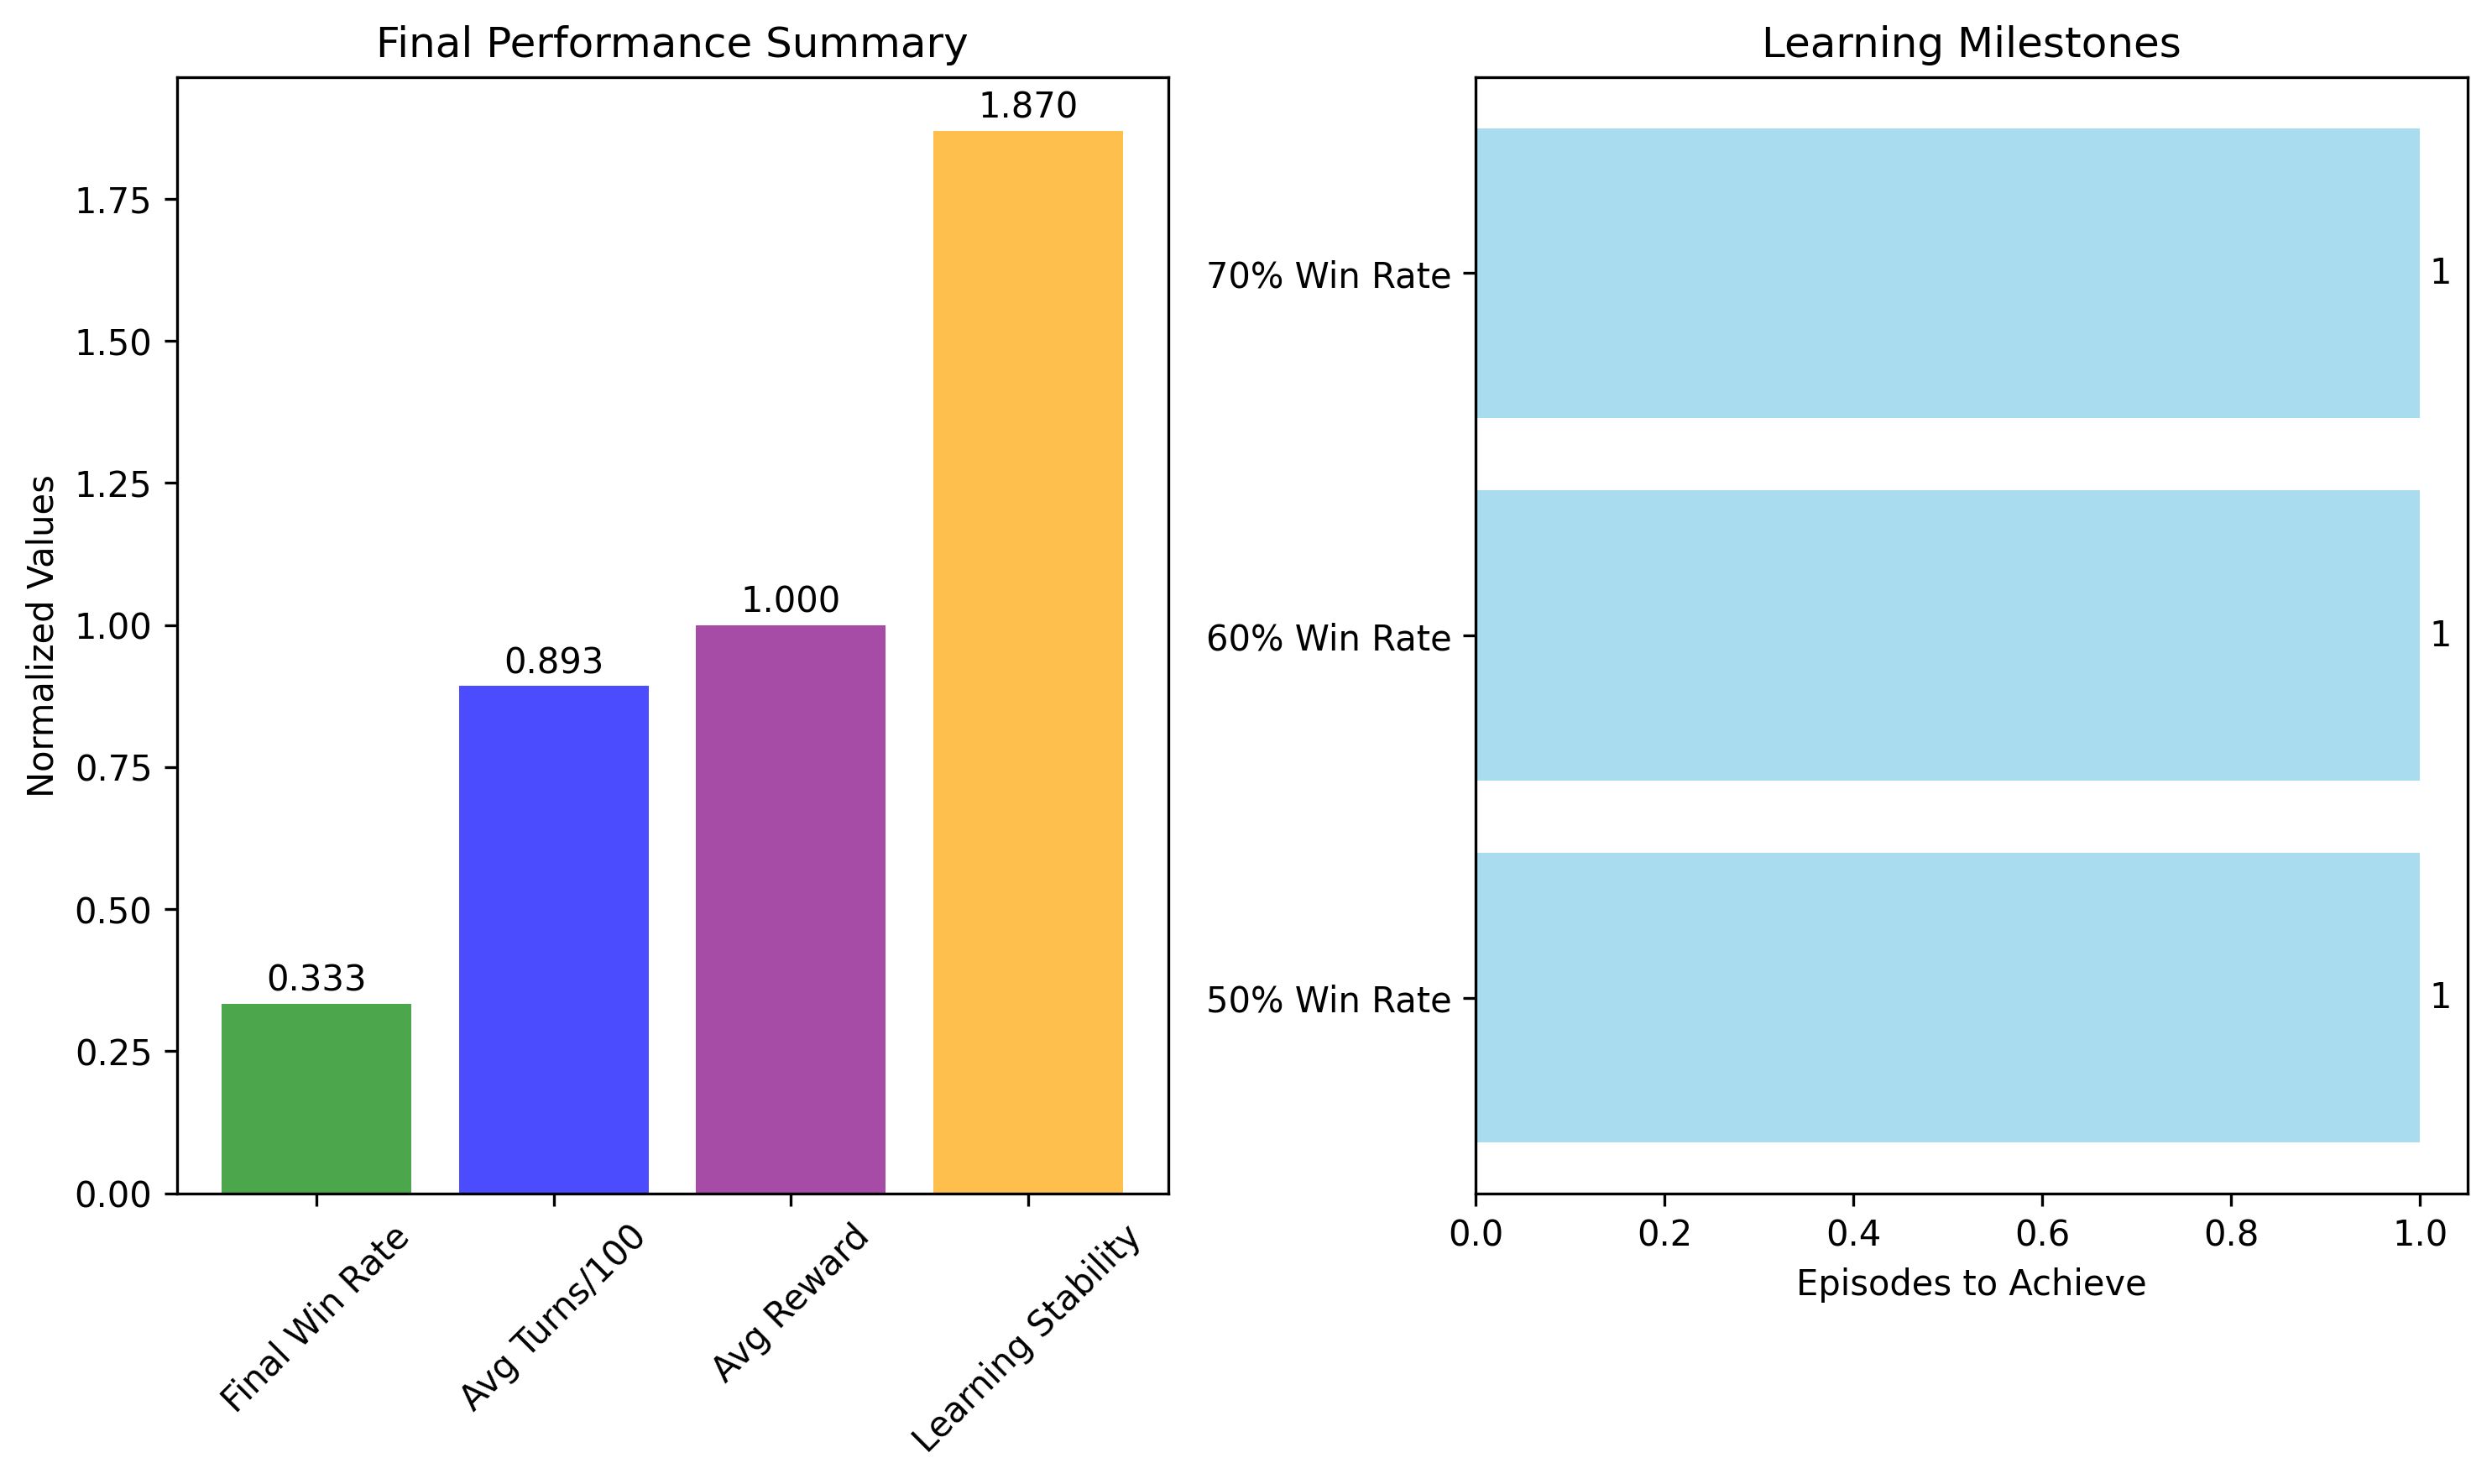 Final Performance Summary
Normalized Values
1.75
1.50
1.25
1.00
0.75
0.50
0.25
0.00
0.333
0.893
1.000
1.870
Final Win Rate
Avg Turns/100
Avg Reward
Learning Stability
Learning Milestones
70% Win Rate
60% Win Rate
50% Win Rate
1
1
1
0.0
0.2
0.4
0.6
0.8
1.0
Episodes to Achieve